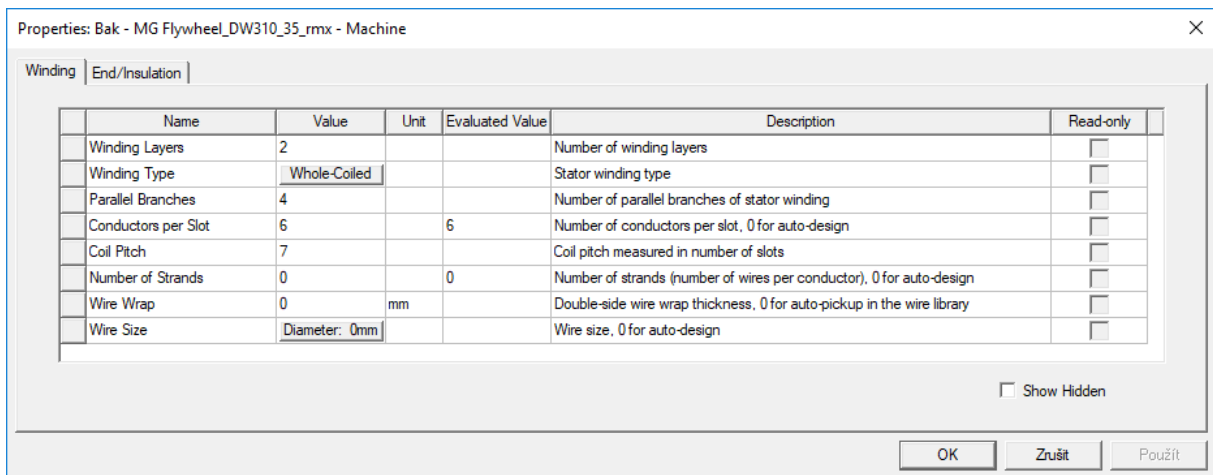 Properties: Bak - MG Flywheel_DW310_35_rmx - Machine
Winding End/Insulation
Name Value Unit Evaluated Value Description Read-only
Winding Layers 2 Number of winding layers
Winding Type Whole-Coiled Stator winding type
Parallel Branches 4 Number of parallel branches of stator winding
Conductors per Slot 6 6 Number of conductors per slot, 0 for auto-design
Coil Pitch 7 Coil pitch measured in number of slots
Number of Strands 0 0 Number of strands (number of wires per conductor), 0 for auto-design
Wire Wrap 0 mm Double-side wire wrap thickness, 0 for auto-pickup in the wire library
Wire Size Diameter: 0mm Wire size, 0 for auto-design
Show Hidden
OK Zrušit Použít